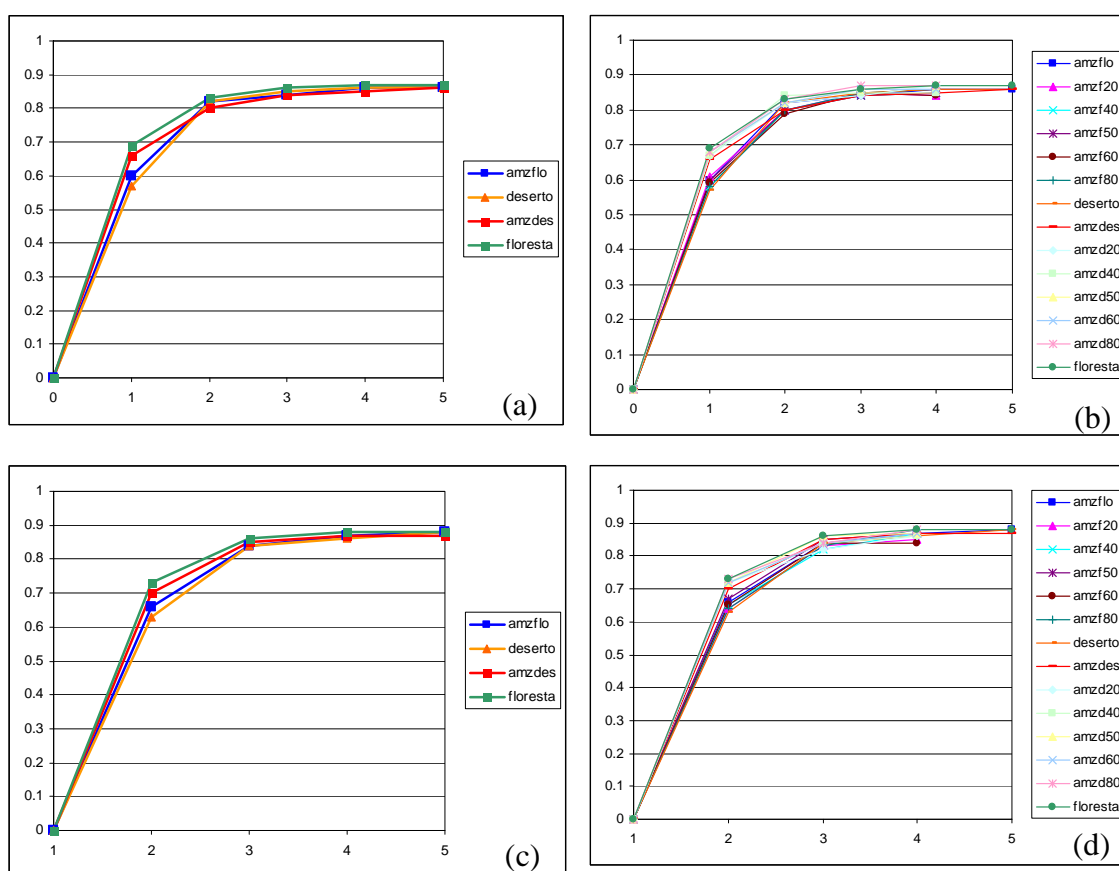 1
0.9
0.8
0.7
0.6
0.5
0.4
0.3
0.2
0.1
0
0 1 2 3 4 5
amzflo
deserto
amzdes
floresta
(a)
1
0.9
0.8
0.7
0.6
0.5
0.4
0.3
0.2
0.1
0
0 1 2 3 4 5
amzflo
amzf20
amzf40
amzf50
amzf60
amzf80
deserto
amzdes
amzd20
amzd40
amzd50
amzd60
amzd80
floresta
(b)
1
0.9
0.8
0.7
0.6
0.5
0.4
0.3
0.2
0.1
0
1 2 3 4 5
amzflo
deserto
amzdes
floresta
(c)
1
0.9
0.8
0.7
0.6
0.5
0.4
0.3
0.2
0.1
0
1 2 3 4 5
amzflo
amzf20
amzf40
amzf50
amzf60
amzf80
deserto
amzdes
amzd20
amzd40
amzd50
amzd60
amzd80
floresta
(d)